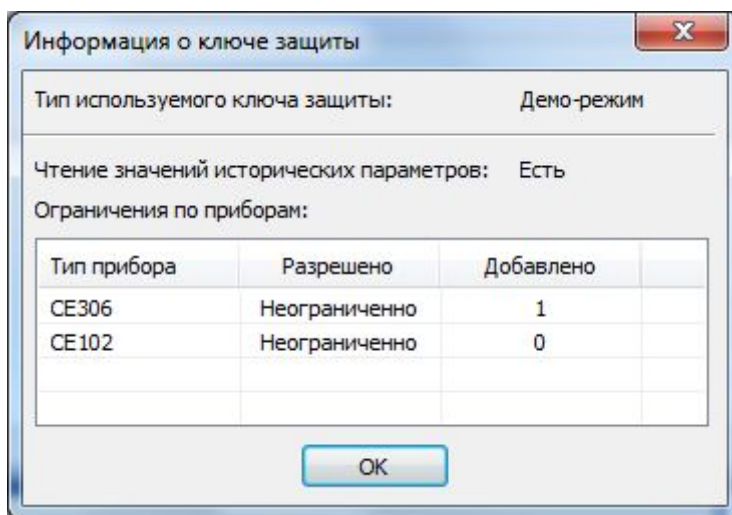 Информация о ключе защиты
Тип используемого ключа защиты: Демо-режим
Чтение значений исторических параметров: Есть
Ограничения по приборам:
Тип прибора Разрешено Добавлено
CE306 Неограниченно 1
CE102 Неограниченно 0
OK